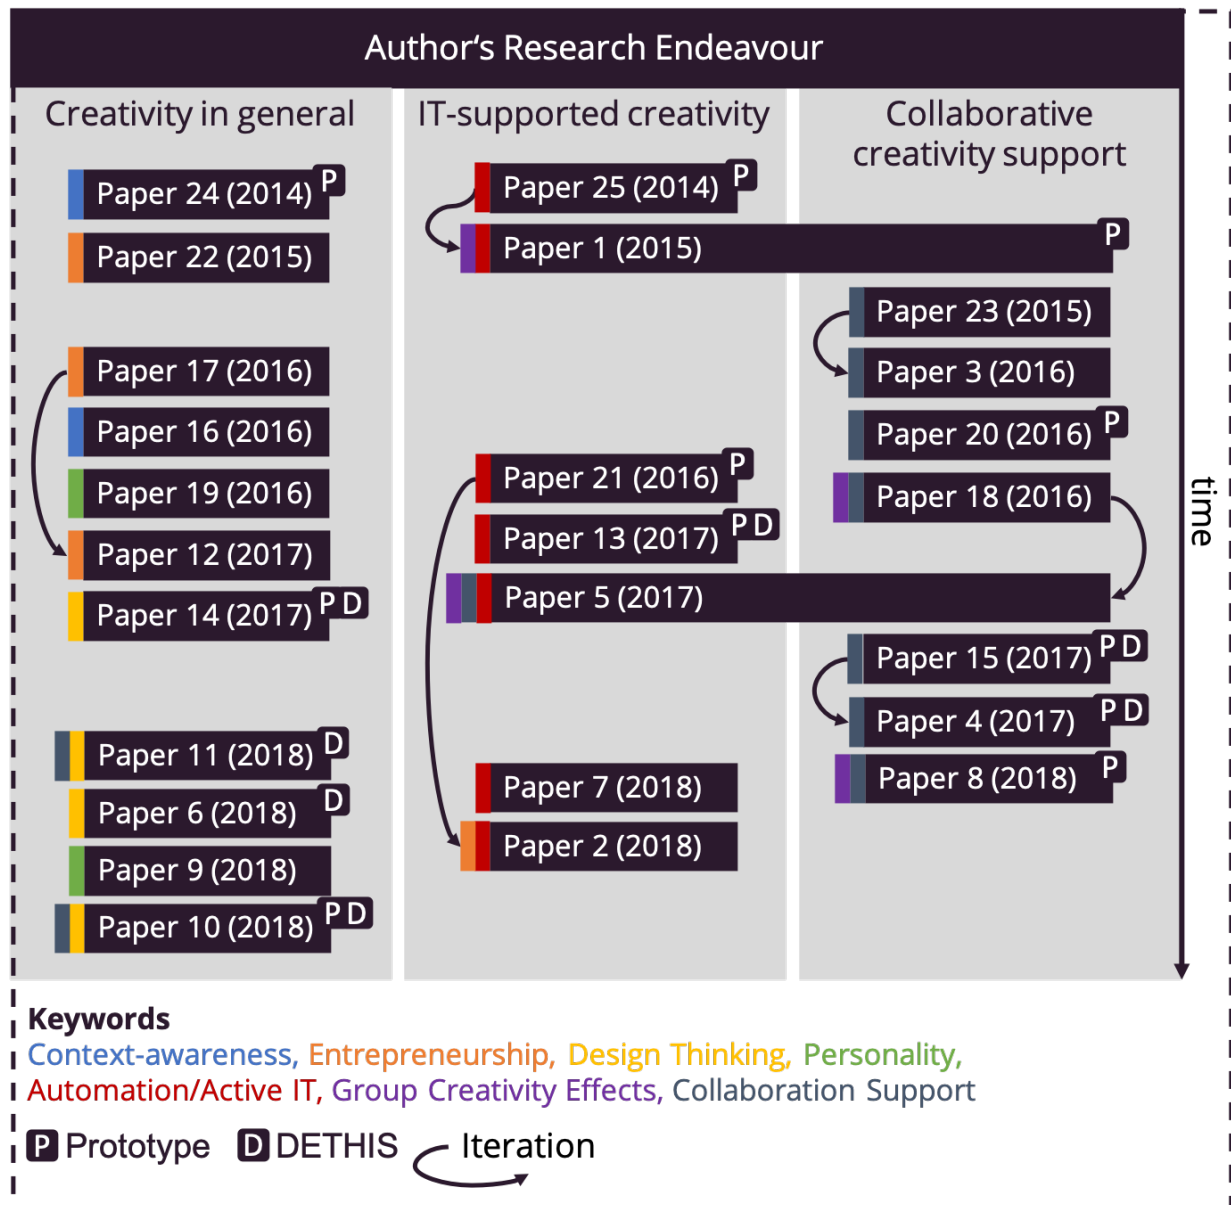 Author‘s Research Endeavour
Creativity in general
Paper 24 (2014) P
Paper 22 (2015)
Paper 17 (2016)
Paper 16 (2016)
Paper 19 (2016)
Paper 12 (2017)
Paper 14 (2017) P D
Paper 11 (2018) D
Paper 6 (2018) D
Paper 9 (2018)
Paper 10 (2018) P D
IT-supported creativity
Paper 25 (2014) P
Paper 1 (2015) P
Paper 21 (2016) P
Paper 13 (2017) P D
Paper 5 (2017)
Paper 7 (2018)
Paper 2 (2018)
Collaborative
creativity support
Paper 23 (2015)
Paper 3 (2016)
Paper 20 (2016) P
Paper 18 (2016)
Paper 15 (2017) P D
Paper 4 (2017) P D
Paper 8 (2018) P
time
Keywords
Context-awareness, Entrepreneurship, Design Thinking, Personality,
Automation/Active IT, Group Creativity Effects, Collaboration Support
P Prototype D DETHIS Iteration